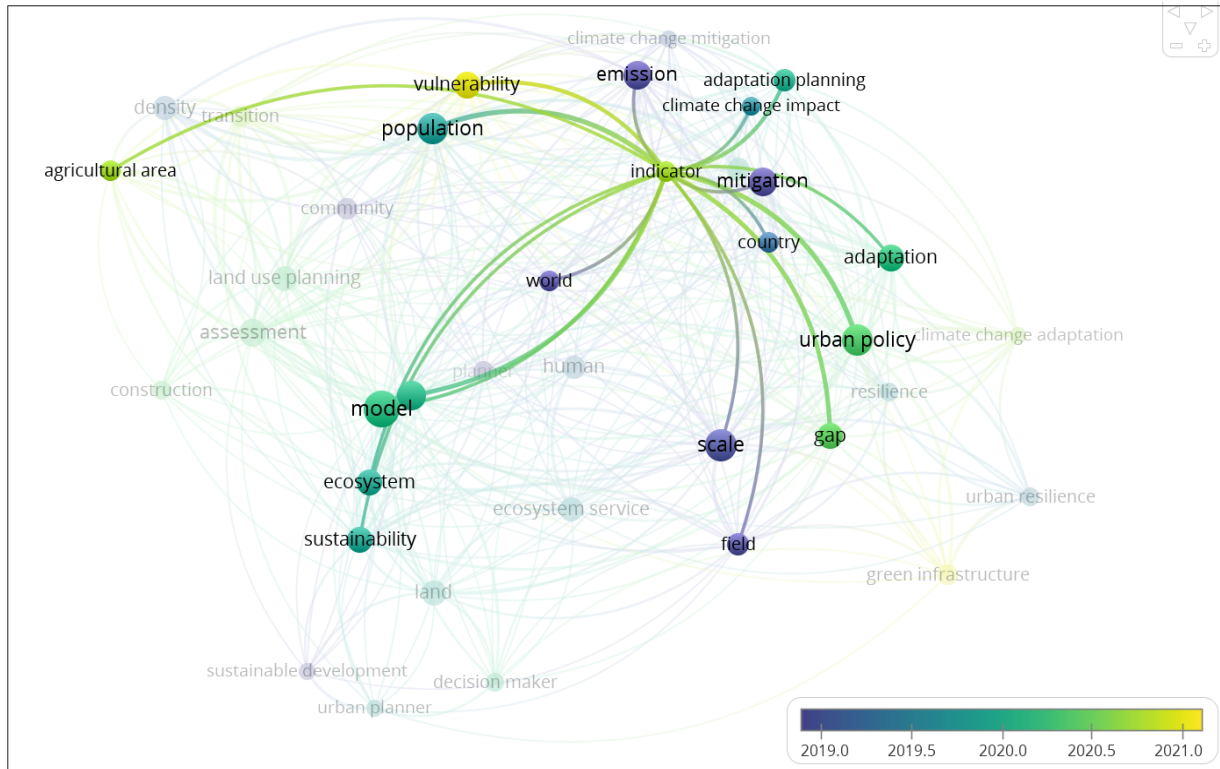 climate change mitigation
emission
adaptation planning
vulnerability
climate change impact
density
transition
population
agricultural area
indicator
mitigation
community
country
adaptation
land use planning
world
assessment
urban policy
climate change adaptation
planner
human
construction
resilience
model
gap
scale
ecosystem
urban resilience
ecosystem service
sustainability
field
green infrastructure
land
sustainable development
decision maker
urban planner
2019.0 2019.5 2020.0 2020.5 2021.0